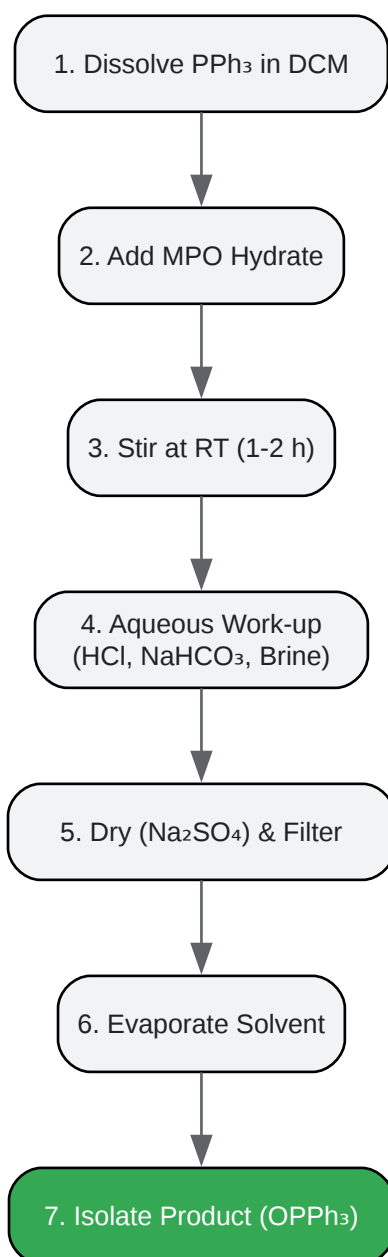 1. Dissolve PPh₃ in DCM
2. Add MPO Hydrate
3. Stir at RT (1-2 h)
4. Aqueous Work-up
(HCl, NaHCO₃, Brine)
5. Dry (Na₂SO₄) & Filter
6. Evaporate Solvent
7. Isolate Product (OPPh₃)